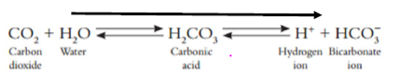 CO₂ + H₂O ⇌ H₂CO₃ ⇌ H⁺ + HCO₃⁻
Carbon Water Carbonic Hydrogen Bicarbonate
dioxide acid ion ion